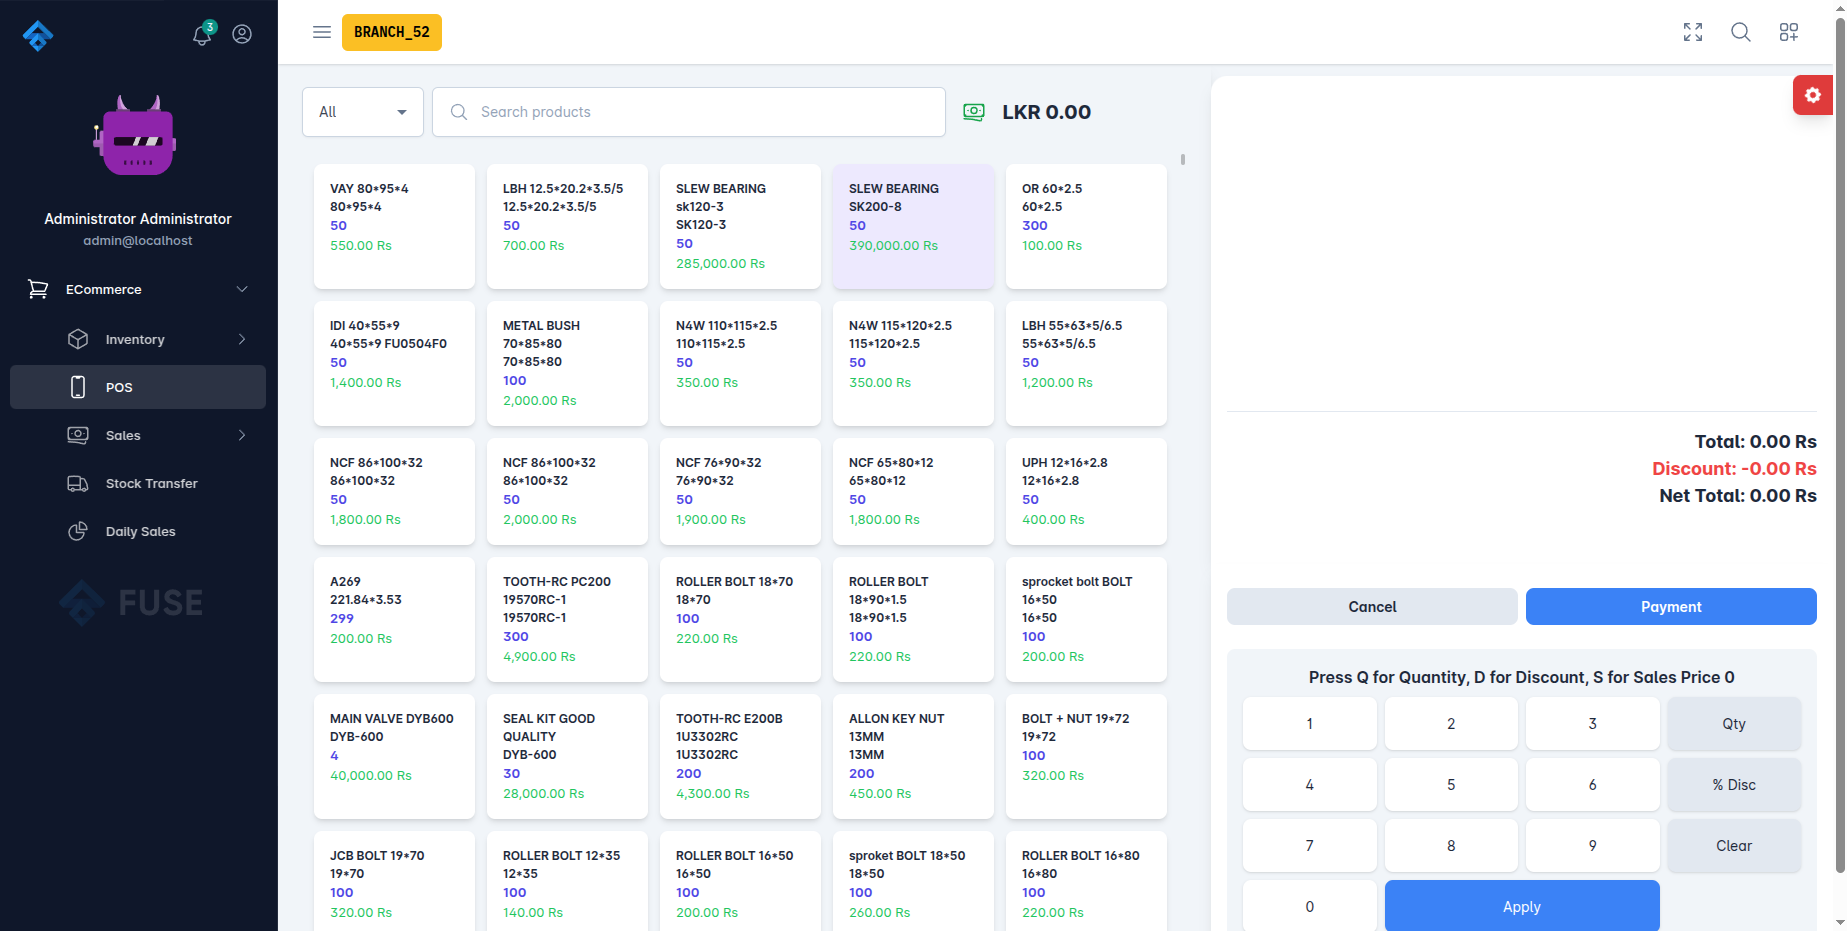 3
BRANCH_52
Administrator Administrator
admin@localhost
ECommerce
Inventory
POS
Sales
Stock Transfer
Daily Sales
FUSE
All
Search products
LKR 0.00
VAY 80*95*4
80*95*4
50
550.00 Rs
LBH 12.5*20.2*3.5/5
12.5*20.2*3.5/5
50
700.00 Rs
SLEW BEARING
sk120-3
SK120-3
50
285,000.00 Rs
SLEW BEARING
SK200-8
50
390,000.00 Rs
OR 60*2.5
60*2.5
300
100.00 Rs
IDI 40*55*9
40*55*9 FU0504F0
50
1,400.00 Rs
METAL BUSH
70*85*80
70*85*80
100
2,000.00 Rs
N4W 110*115*2.5
110*115*2.5
50
350.00 Rs
N4W 115*120*2.5
115*120*2.5
50
350.00 Rs
LBH 55*63*5/6.5
55*63*5/6.5
50
1,200.00 Rs
NCF 86*100*32
86*100*32
50
1,800.00 Rs
NCF 86*100*32
86*100*32
50
2,000.00 Rs
NCF 76*90*32
76*90*32
50
1,900.00 Rs
NCF 65*80*12
65*80*12
50
1,800.00 Rs
UPH 12*16*2.8
12*16*2.8
50
400.00 Rs
A269
221.84*3.53
299
200.00 Rs
TOOTH-RC PC200
19570RC-1
19570RC-1
300
4,900.00 Rs
ROLLER BOLT 18*70
18*70
100
220.00 Rs
ROLLER BOLT
18*90*1.5
18*90*1.5
100
220.00 Rs
sprocket bolt BOLT
16*50
16*50
100
200.00 Rs
MAIN VALVE DYB600
DYB-600
4
40,000.00 Rs
SEAL KIT GOOD
QUALITY
DYB-600
30
28,000.00 Rs
TOOTH-RC E200B
1U3302RC
1U3302RC
200
4,300.00 Rs
ALLON KEY NUT
13MM
13MM
200
450.00 Rs
BOLT + NUT 19*72
19*72
100
320.00 Rs
JCB BOLT 19*70
19*70
100
320.00 Rs
ROLLER BOLT 12*35
12*35
100
140.00 Rs
ROLLER BOLT 16*50
16*50
100
200.00 Rs
sproket BOLT 18*50
18*50
100
260.00 Rs
ROLLER BOLT 16*80
16*80
100
220.00 Rs
Total: 0.00 Rs
Discount: -0.00 Rs
Net Total: 0.00 Rs
Cancel
Payment
Press Q for Quantity, D for Discount, S for Sales Price 0
1
2
3
Qty
4
5
6
% Disc
7
8
9
Clear
0
Apply